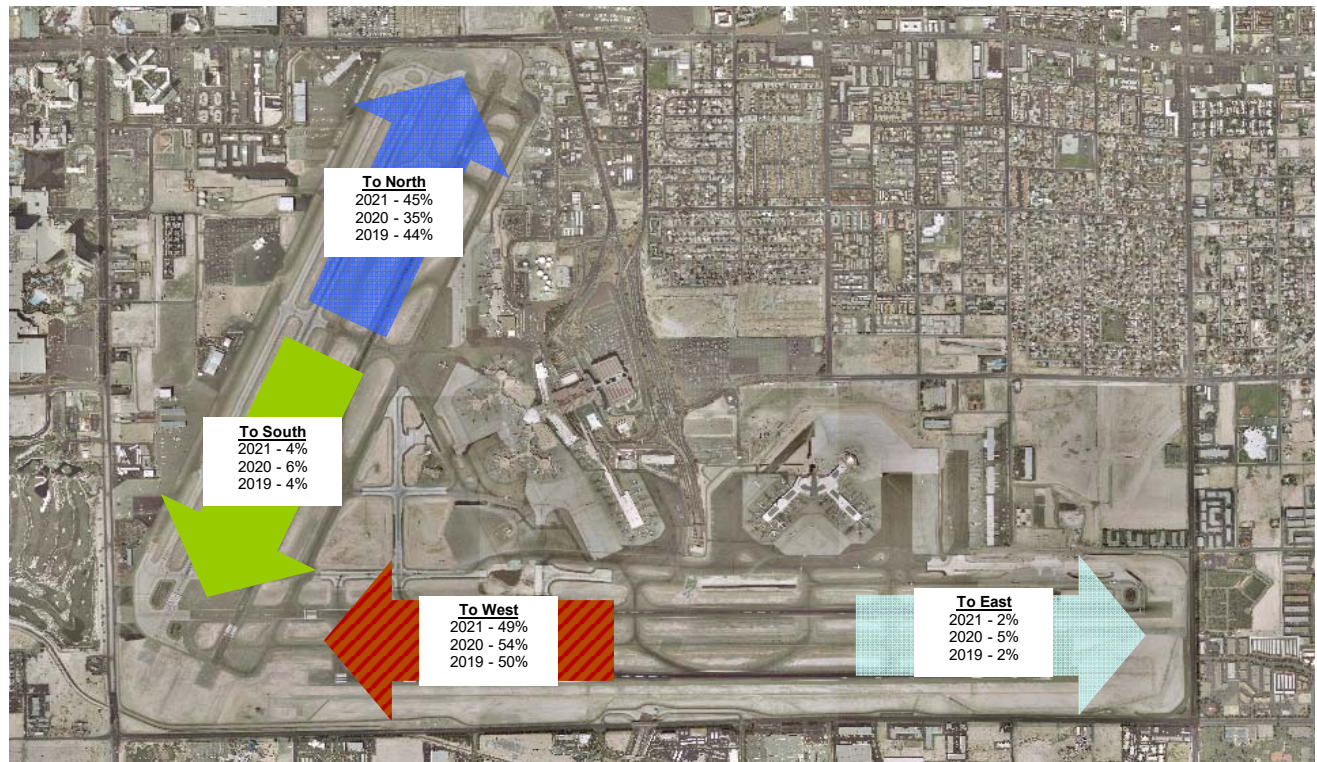 To North
2021 - 45%
2020 - 35%
2019 - 44%
To South
2021 - 4%
2020 - 6%
2019 - 4%
To West
2021 - 49%
2020 - 54%
2019 - 50%
To East
2021 - 2%
2020 - 5%
2019 - 2%